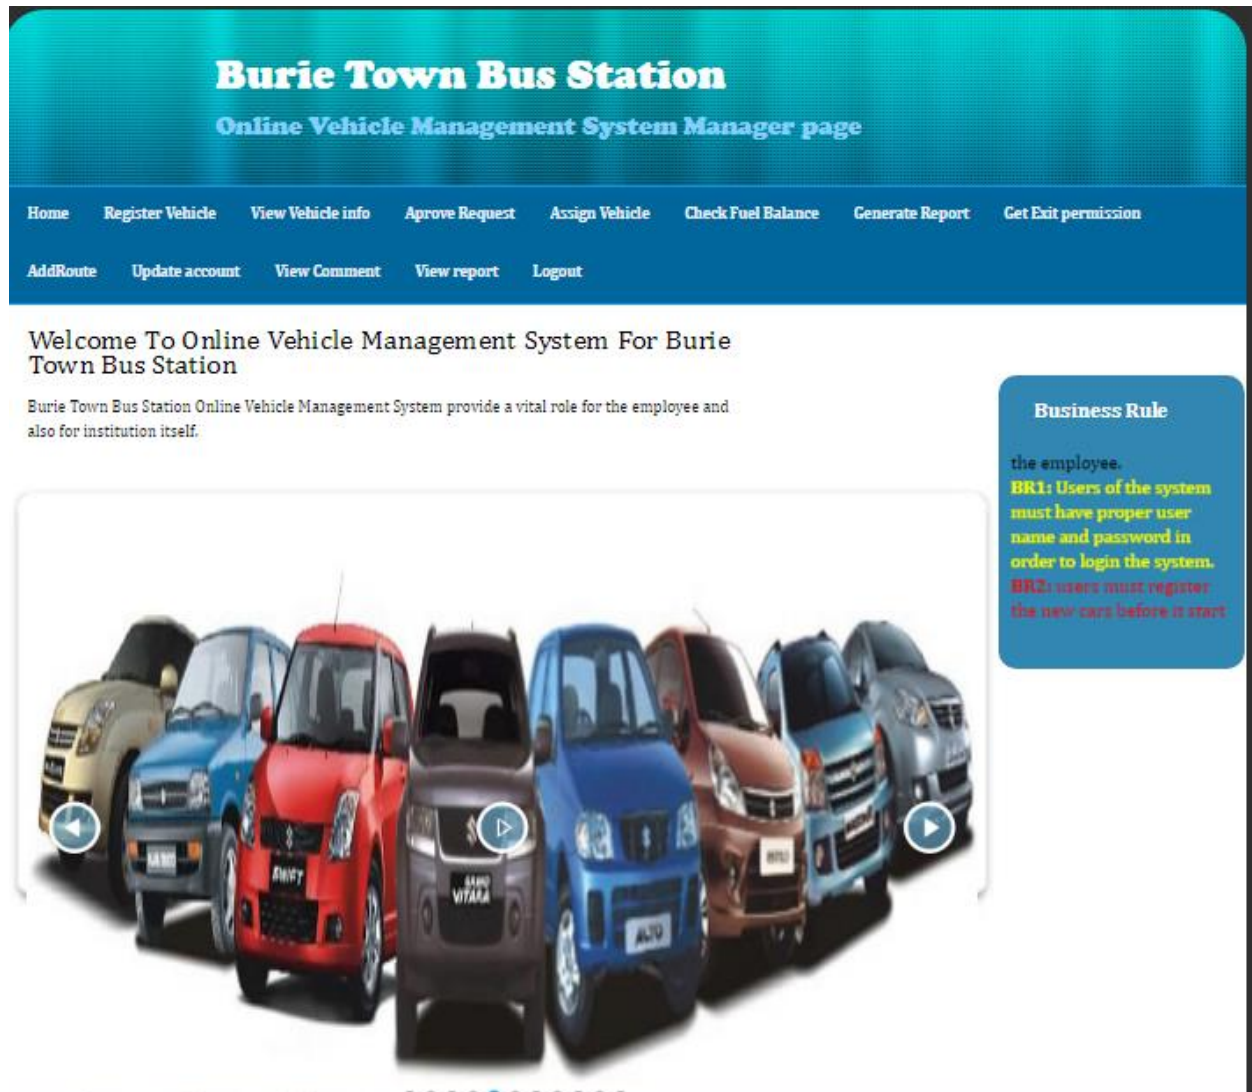 Burie Town Bus Station
Online Vehicle Management System Manager page
Home Register Vehicle View Vehicle info Aprove Request Assign Vehicle Check Fuel Balance Generate Report Get Exit permission
AddRoute Update account View Comment View report Logout
Welcome To Online Vehicle Management System For Burie
Town Bus Station
Burie Town Bus Station Online Vehicle Management System provide a vital role for the employee and
also for institution itself.
Business Rule
the employee.
BR1: Users of the system
must have proper user
name and password in
order to login the system.
BR2: users must register
the new cars before it start
SWIFT
GRAND
VITARA
ALTO